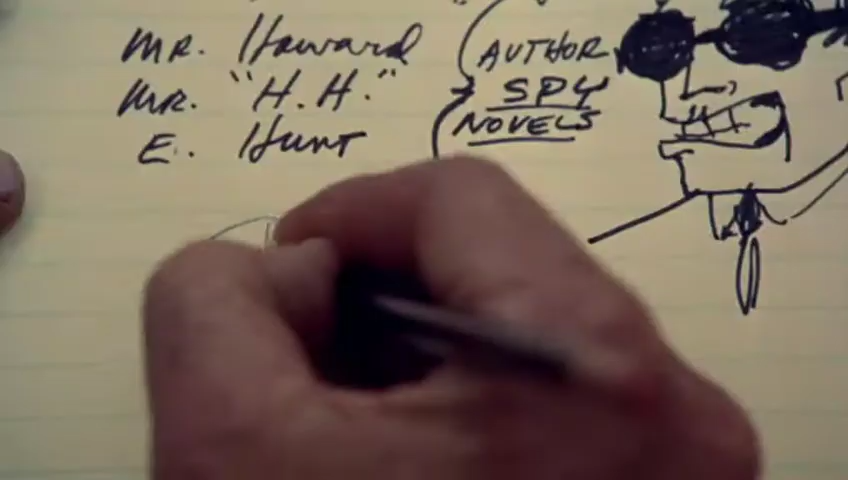 Mr. Howard
Mr. "H.H."
E. Hunt
AUTHOR
SPY
NOVELS